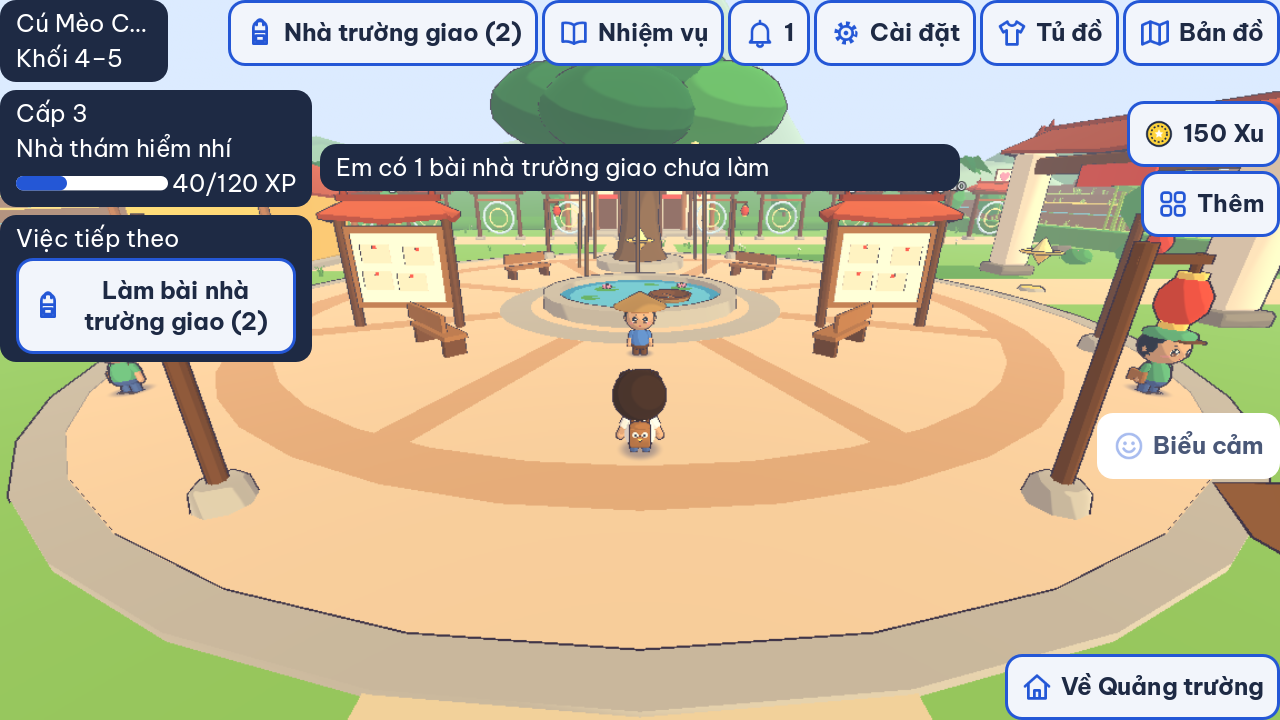 Cú Mèo C...
Khối 4–5
Nhà trường giao (2)
Nhiệm vụ
1
Cài đặt
Tủ đồ
Bản đồ
Cấp 3
Nhà thám hiểm nhí
40/120 XP
150 Xu
Em có 1 bài nhà trường giao chưa làm
Thêm
Việc tiếp theo
Làm bài nhà
trường giao (2)
Biểu cảm
Về Quảng trường